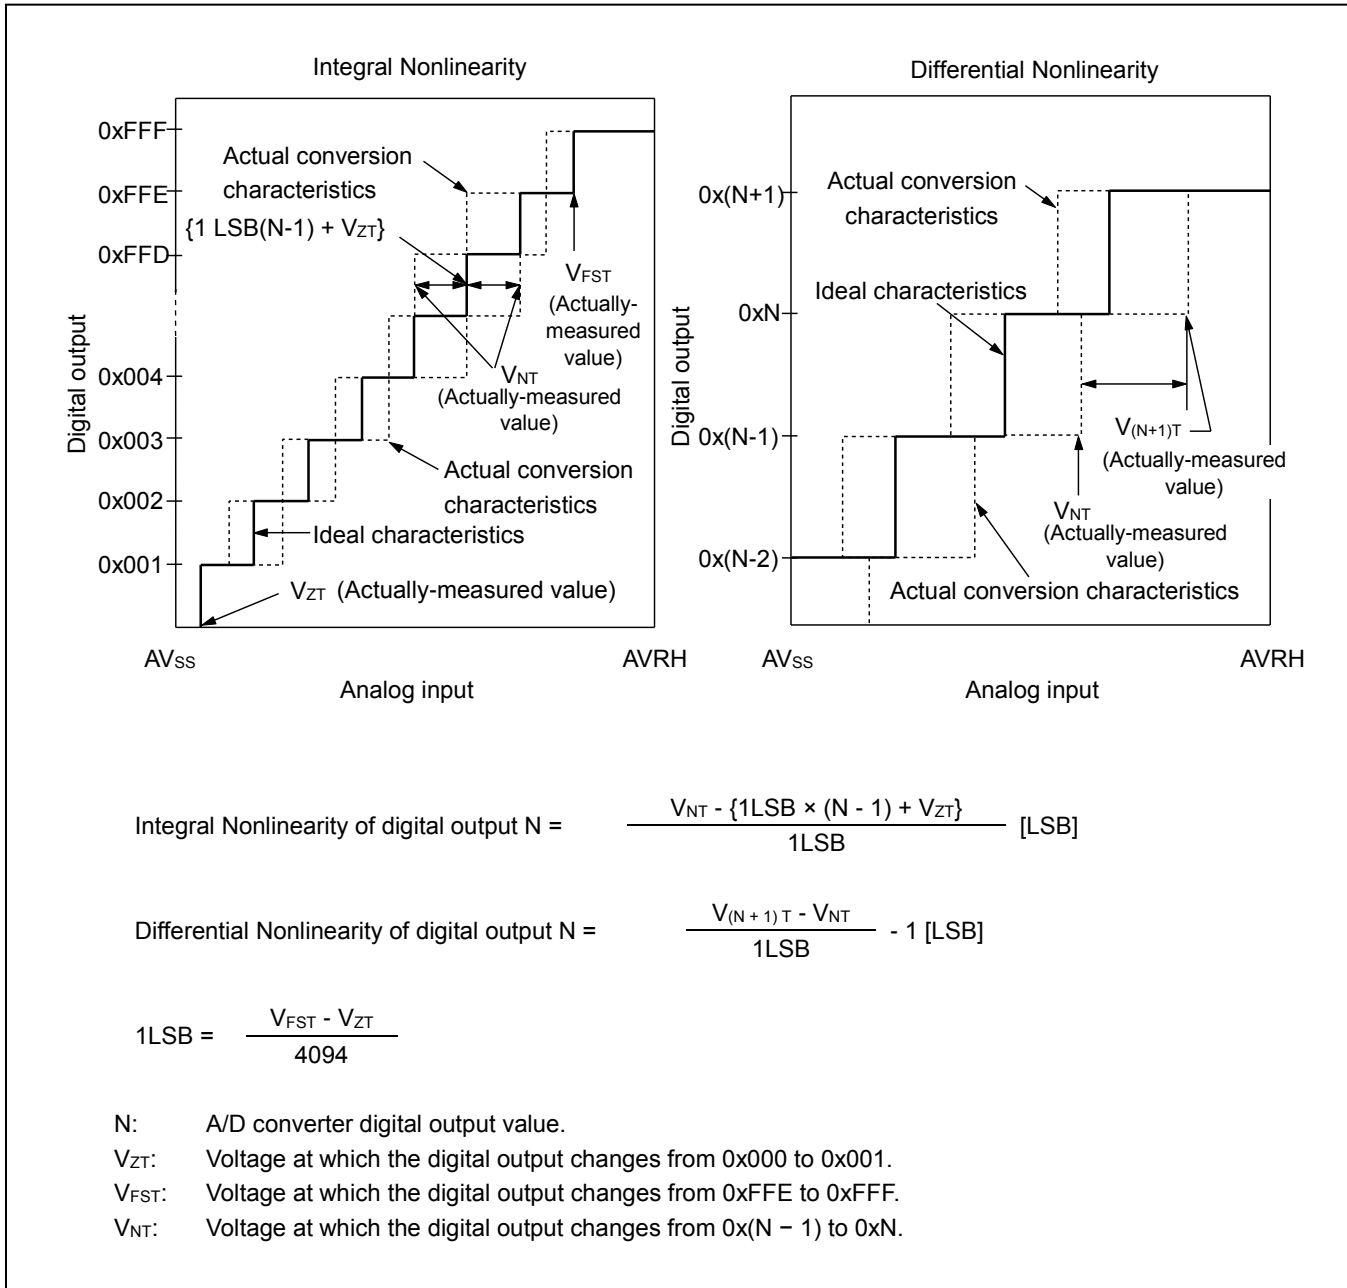 Integral Nonlinearity
0xFFF
0xFFE
0xFFD
0x004
0x003
0x002
0x001
Digital output
Actual conversion
characteristics
{1 LSB(N-1) + VZT}
VFST
(Actually-
measured
value)
VNT
(Actually-measured
value)
Actual conversion
characteristics
Ideal characteristics
VZT (Actually-measured value)
AVSS
AVRH
Analog input
Differential Nonlinearity
0x(N+1)
0xN
0x(N-1)
0x(N-2)
Digital output
Actual conversion
characteristics
Ideal characteristics
V(N+1)T
(Actually-measured
value)
VNT
(Actually-measured
value)
Actual conversion characteristics
AVSS
AVRH
Analog input
Integral Nonlinearity of digital output N =
VNT - {1LSB × (N - 1) + VZT}
1LSB
[LSB]
Differential Nonlinearity of digital output N =
V(N + 1) T - VNT
1LSB
- 1 [LSB]
1LSB =
VFST - VZT
4094
N: A/D converter digital output value.
VZT: Voltage at which the digital output changes from 0x000 to 0x001.
VFST: Voltage at which the digital output changes from 0xFFE to 0xFFF.
VNT: Voltage at which the digital output changes from 0x(N − 1) to 0xN.